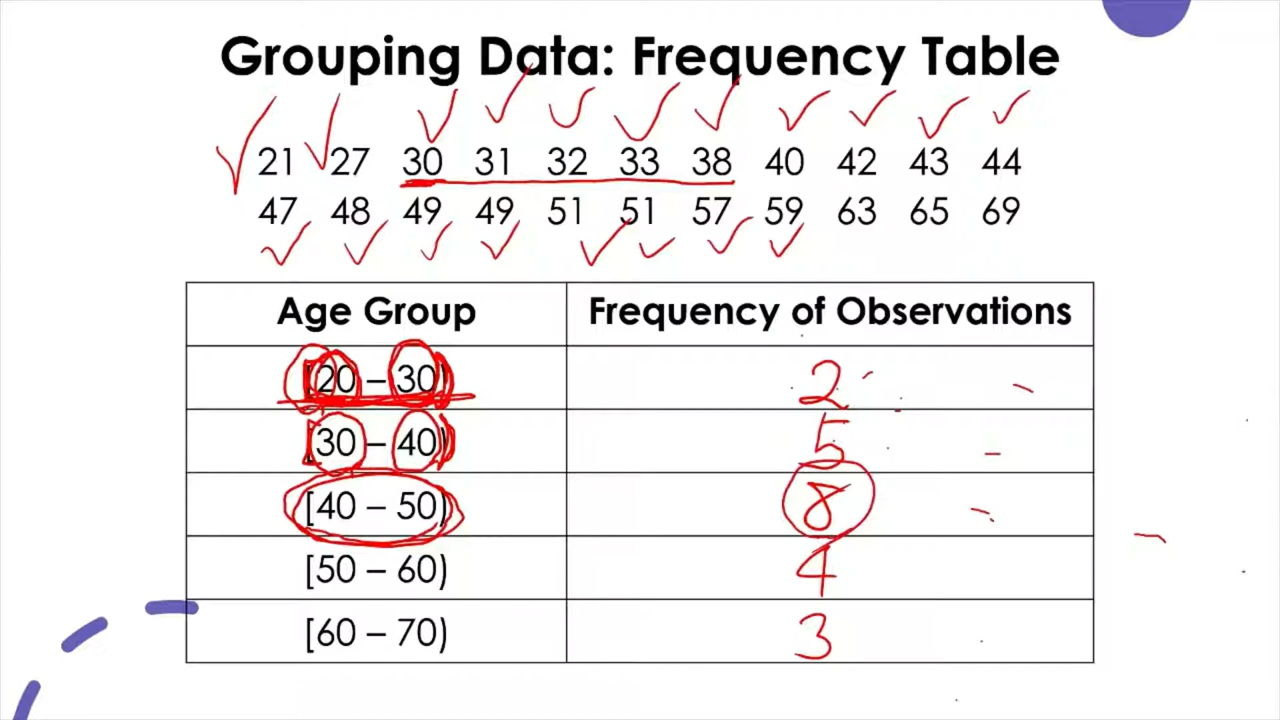 Grouping Data: Frequency Table
21 27 30 31 32 33 38 40 42 43 44
47 48 49 49 51 51 57 59 63 65 69
Age Group Frequency of Observations
[20 – 30) 2
[30 – 40) 5
[40 – 50) 8
[50 – 60) 4
[60 – 70) 3